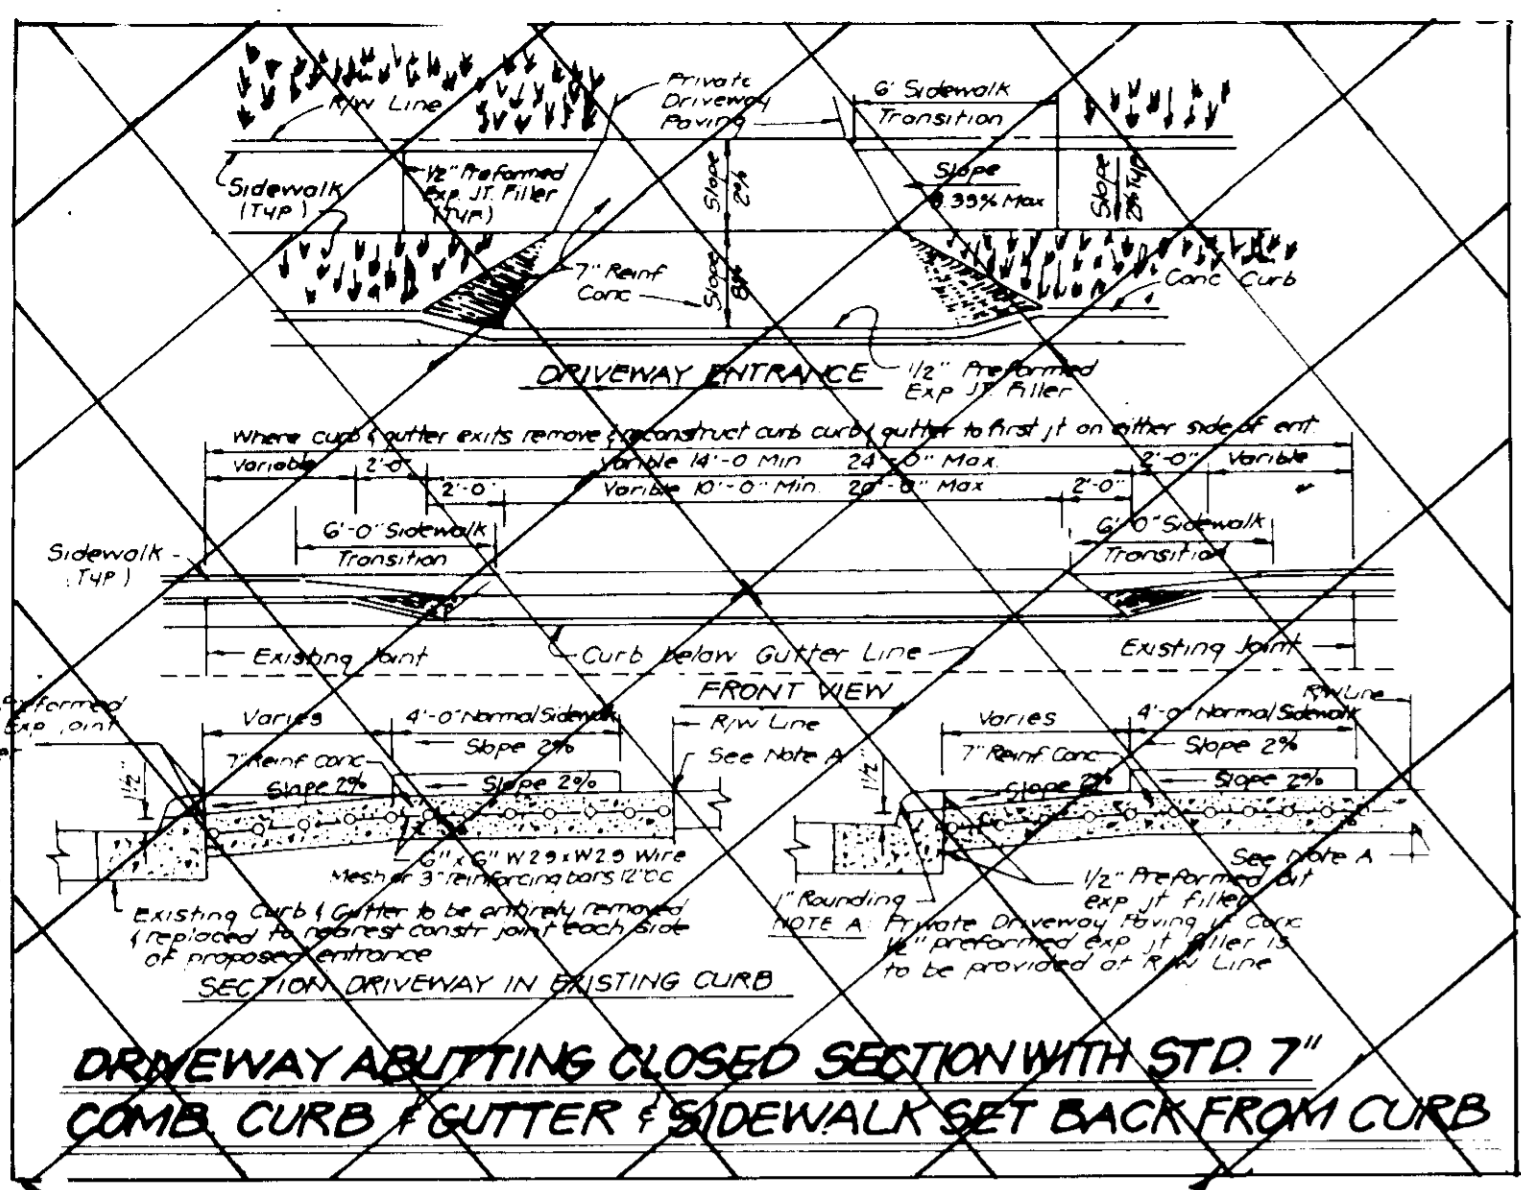 Private
Driveway
Paving
6' Sidewalk
Transition
R/W Line
Sidewalk
(Typ)
1/2" Preformed
Exp. JT. Filler
(TYP.)
Slope
2%
Slope
8.33% Max
Slope
2% Typ
7" Reinf
Conc
Slope
8%
Conc Curb
DRIVEWAY ENTRANCE
1/2" Preformed
Exp JT. Filler
Where curb & gutter exits remove & reconstruct curb curb & gutter to first jt on either side of ent.
Variable 2'-0" Varible 14'-0 Min 24'-0" Max. 2'-0" Varible
2'-0" Varible 10'-0" Min. 20'-0" Max 2'-0"
6'-0" Sidewalk
Transition
6'-0" Sidewalk
Transition
Sidewalk
(TYP)
Existing Joint
Curb below Gutter Line
Existing Joint
FRONT VIEW
Preformed
Exp Joint
Varies
4'-0" Normal Sidewalk
Slope 2%
R/W Line
See Note A
7" Reinf Conc
Slope 2%
Slope 2%
1 1/2"
6" x 6" W2.9 x W2.9 Wire
Mesh or 3" reinforcing bars 12" OC
Existing Curb & Gutter to be entirely removed
& replaced to nearest constr joint each side
of proposed entrance
SECTION DRIVEWAY IN EXISTING CURB
R/W Line
Varies
4'-0" Normal Sidewalk
Slope 2%
7" Reinf. Conc
Slope 2%
Slope 2%
1 1/2"
See Note A
1/2" Preformed bit
exp jt filler
1" Rounding
NOTE A: Private Driveway Paving if Conc
1/2" preformed exp jt filler is
to be provided at R/W Line
DRIVEWAY ABUTTING CLOSED SECTION WITH STD. 7"
COMB. CURB & GUTTER & SIDEWALK SET BACK FROM CURB